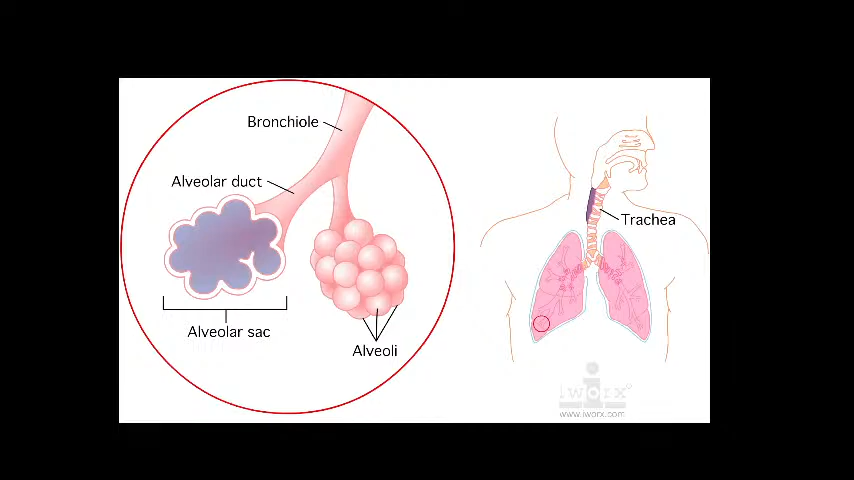 Bronchiole
Alveolar duct
Trachea
Alveolar sac
Alveoli
iworx®
www.iworx.com